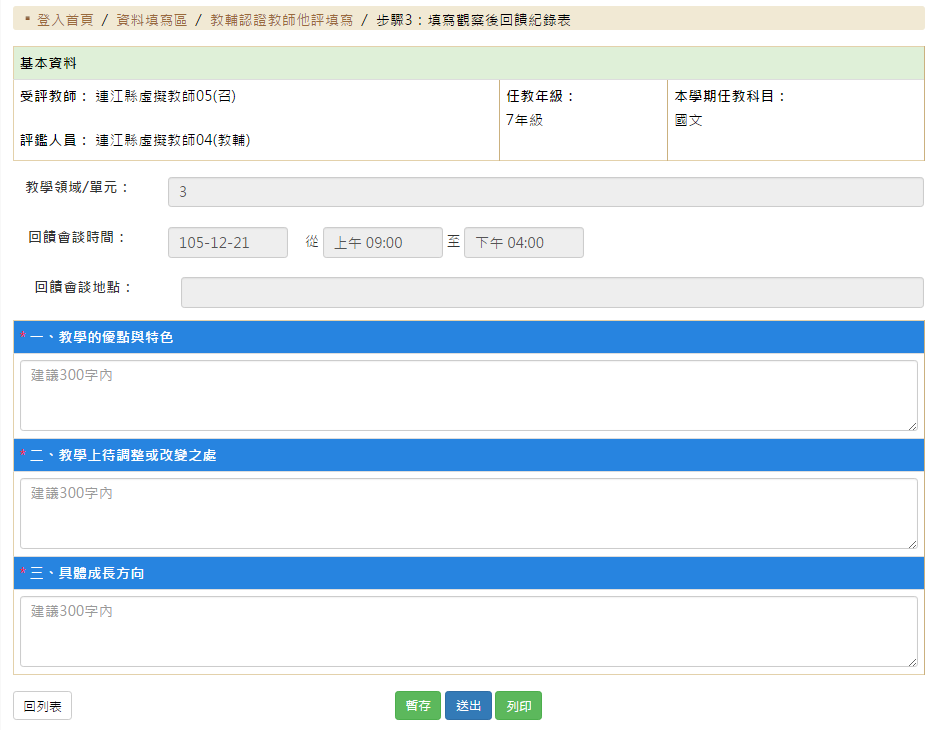 登入首頁 / 資料填寫區 / 教輔認證教師他評填寫 / 步驟3：填寫觀察後回饋紀錄表
基本資料
受評教師： 連江縣虛擬教師05(召)
評鑑人員： 連江縣虛擬教師04(教輔)
任教年級：
7年級
本學期任教科目：
國文
教學領域/單元： 3
回饋會談時間： 105-12-21 從 上午 09:00 至 下午 04:00
回饋會談地點：
* 一、教學的優點與特色
建議300字內
* 二、教學上待調整或改變之處
建議300字內
* 三、具體成長方向
建議300字內
回列表 暫存 送出 列印